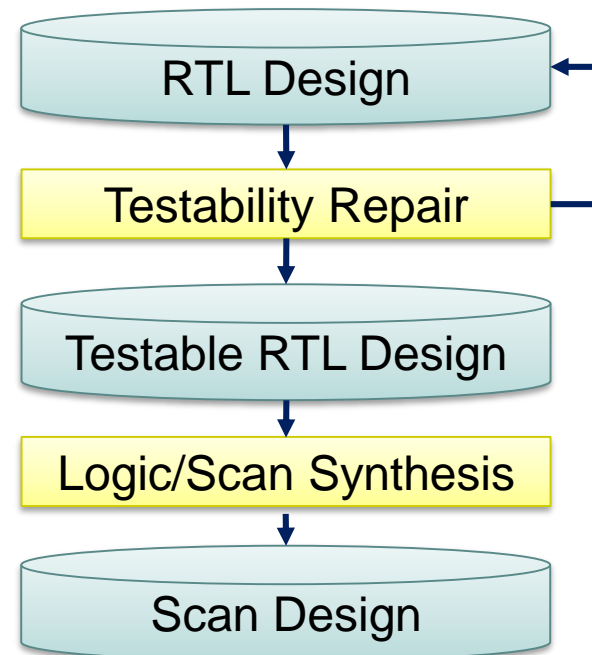 RTL Design
Testability Repair
Testable RTL Design
Logic/Scan Synthesis
Scan Design